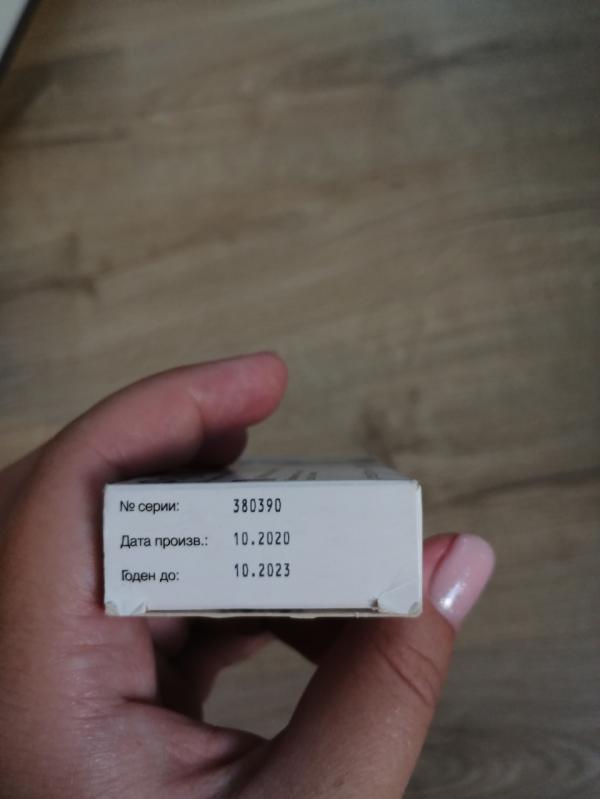 № серии: 380390
Дата произв.: 10.2020
Годен до: 10.2023